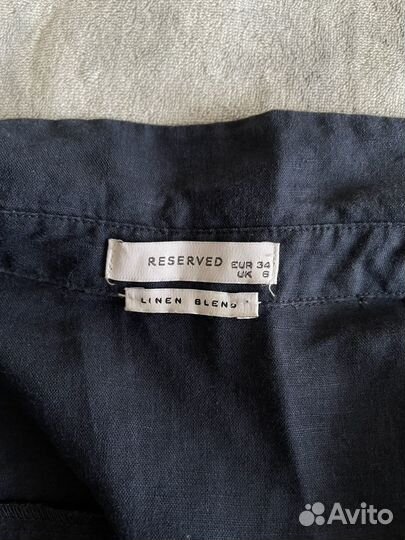 RESERVED EUR 34
UK 6
LINEN BLEND
Avito